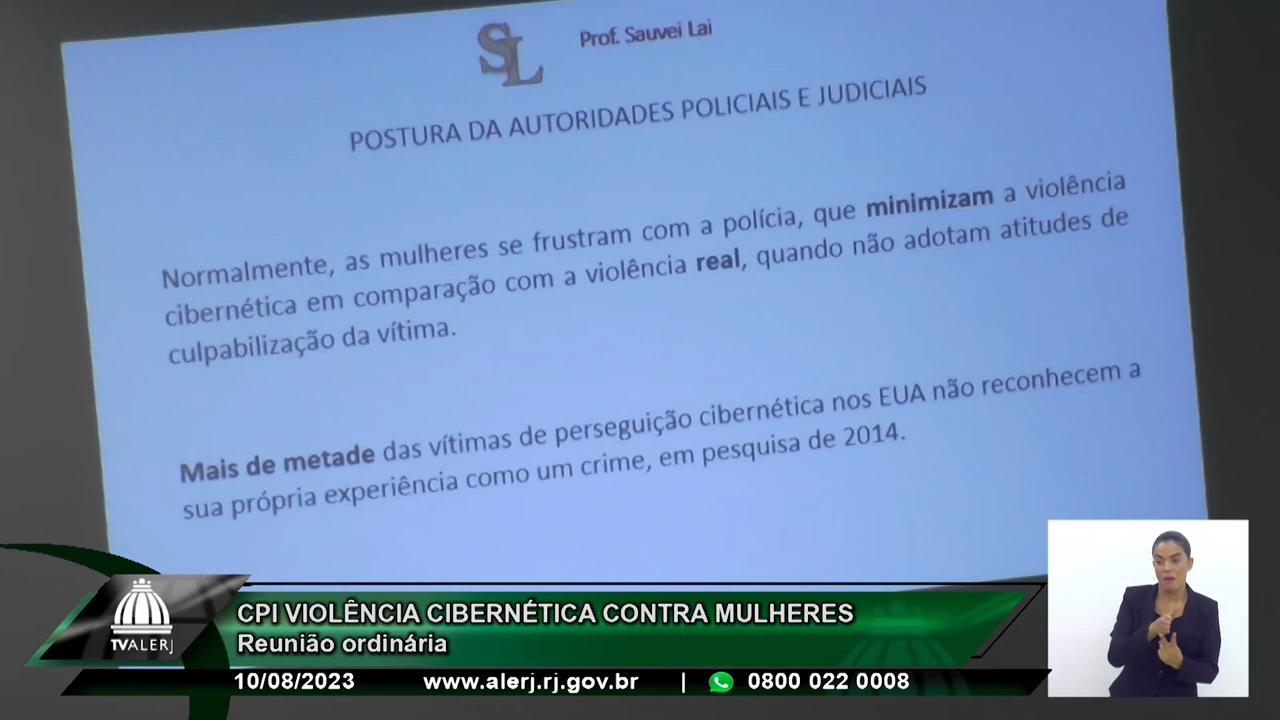 SL
Prof. Sauvei Lai
POSTURA DA AUTORIDADES POLICIAIS E JUDICIAIS
Normalmente, as mulheres se frustram com a polícia, que minimizam a violência
cibernética em comparação com a violência real, quando não adotam atitudes de
culpabilização da vítima.
Mais de metade das vítimas de perseguição cibernética nos EUA não reconhecem a
sua própria experiência como um crime, em pesquisa de 2014.
CPI VIOLÊNCIA CIBERNÉTICA CONTRA MULHERES
Reunião ordinária
TVALERJ
10/08/2023 www.alerj.rj.gov.br | 0800 022 0008